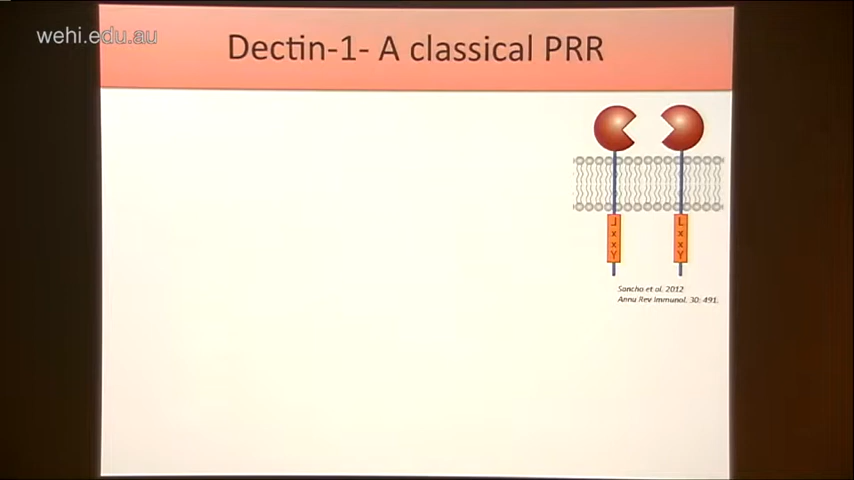 wehi.edu.au
Dectin-1- A classical PRR
L L
x x
x x
Y Y
Sancho et al. 2012
Annu Rev Immunol. 30: 491.